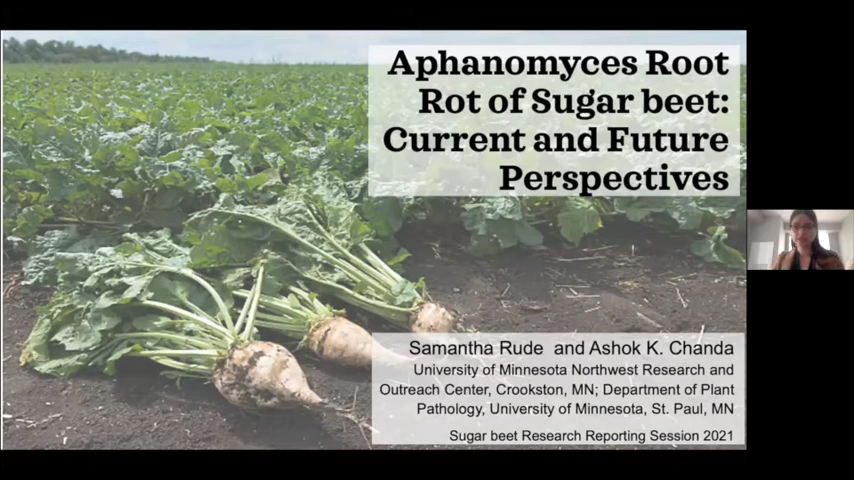 Aphanomyces Root
Rot of Sugar beet:
Current and Future
Perspectives
Samantha Rude and Ashok K. Chanda
University of Minnesota Northwest Research and
Outreach Center, Crookston, MN; Department of Plant
Pathology, University of Minnesota, St. Paul, MN
Sugar beet Research Reporting Session 2021